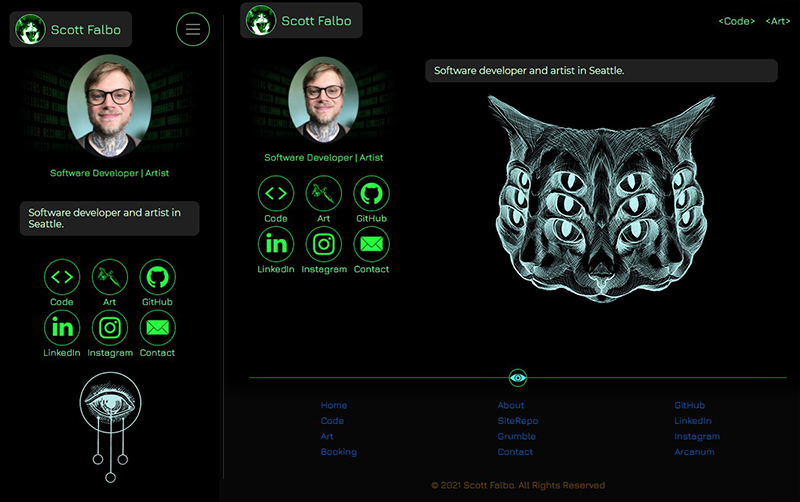 Scott Falbo
Software Developer | Artist
Software developer and artist in
Seattle.
Code
Art
GitHub
LinkedIn
Instagram
Contact
Scott Falbo
<Code>
<Art>
Software Developer | Artist
Code
Art
GitHub
LinkedIn
Instagram
Contact
Software developer and artist in Seattle.
Home
Code
Art
Booking
About
SiteRepo
Grumble
Contact
GitHub
LinkedIn
Instagram
Arcanum
© 2021 Scott Falbo. All Rights Reserved